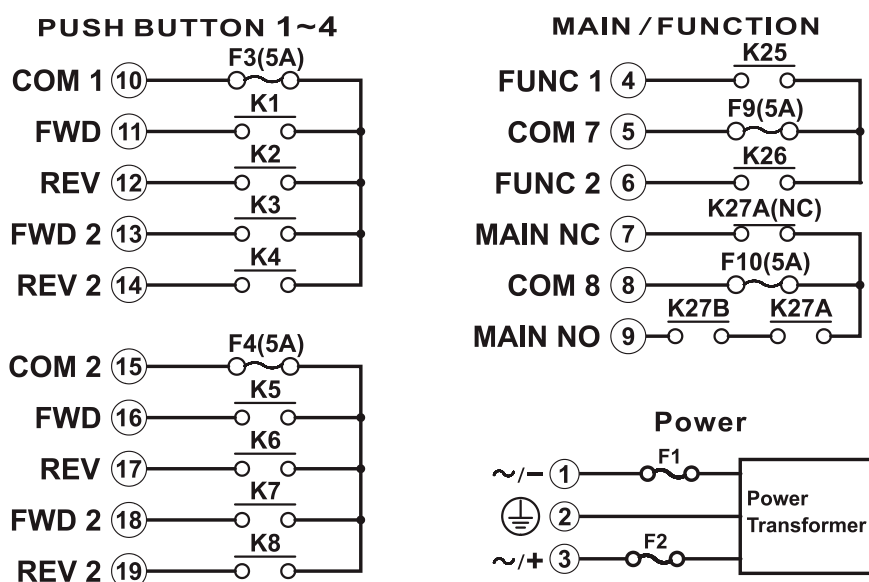 PUSH BUTTON 1~4
F3(5A)
COM 1 10
K1
FWD 11
K2
REV 12
K3
FWD 2 13
K4
REV 2 14
F4(5A)
COM 2 15
K5
FWD 16
K6
REV 17
K7
FWD 2 18
K8
REV 2 19
MAIN / FUNCTION
K25
FUNC 1 4
F9(5A)
COM 7 5
K26
FUNC 2 6
K27A(NC)
MAIN NC 7
F10(5A)
COM 8 8
K27B K27A
MAIN NO 9
Power
F1
~/− 1
2
F2
~/+ 3
Power
Transformer